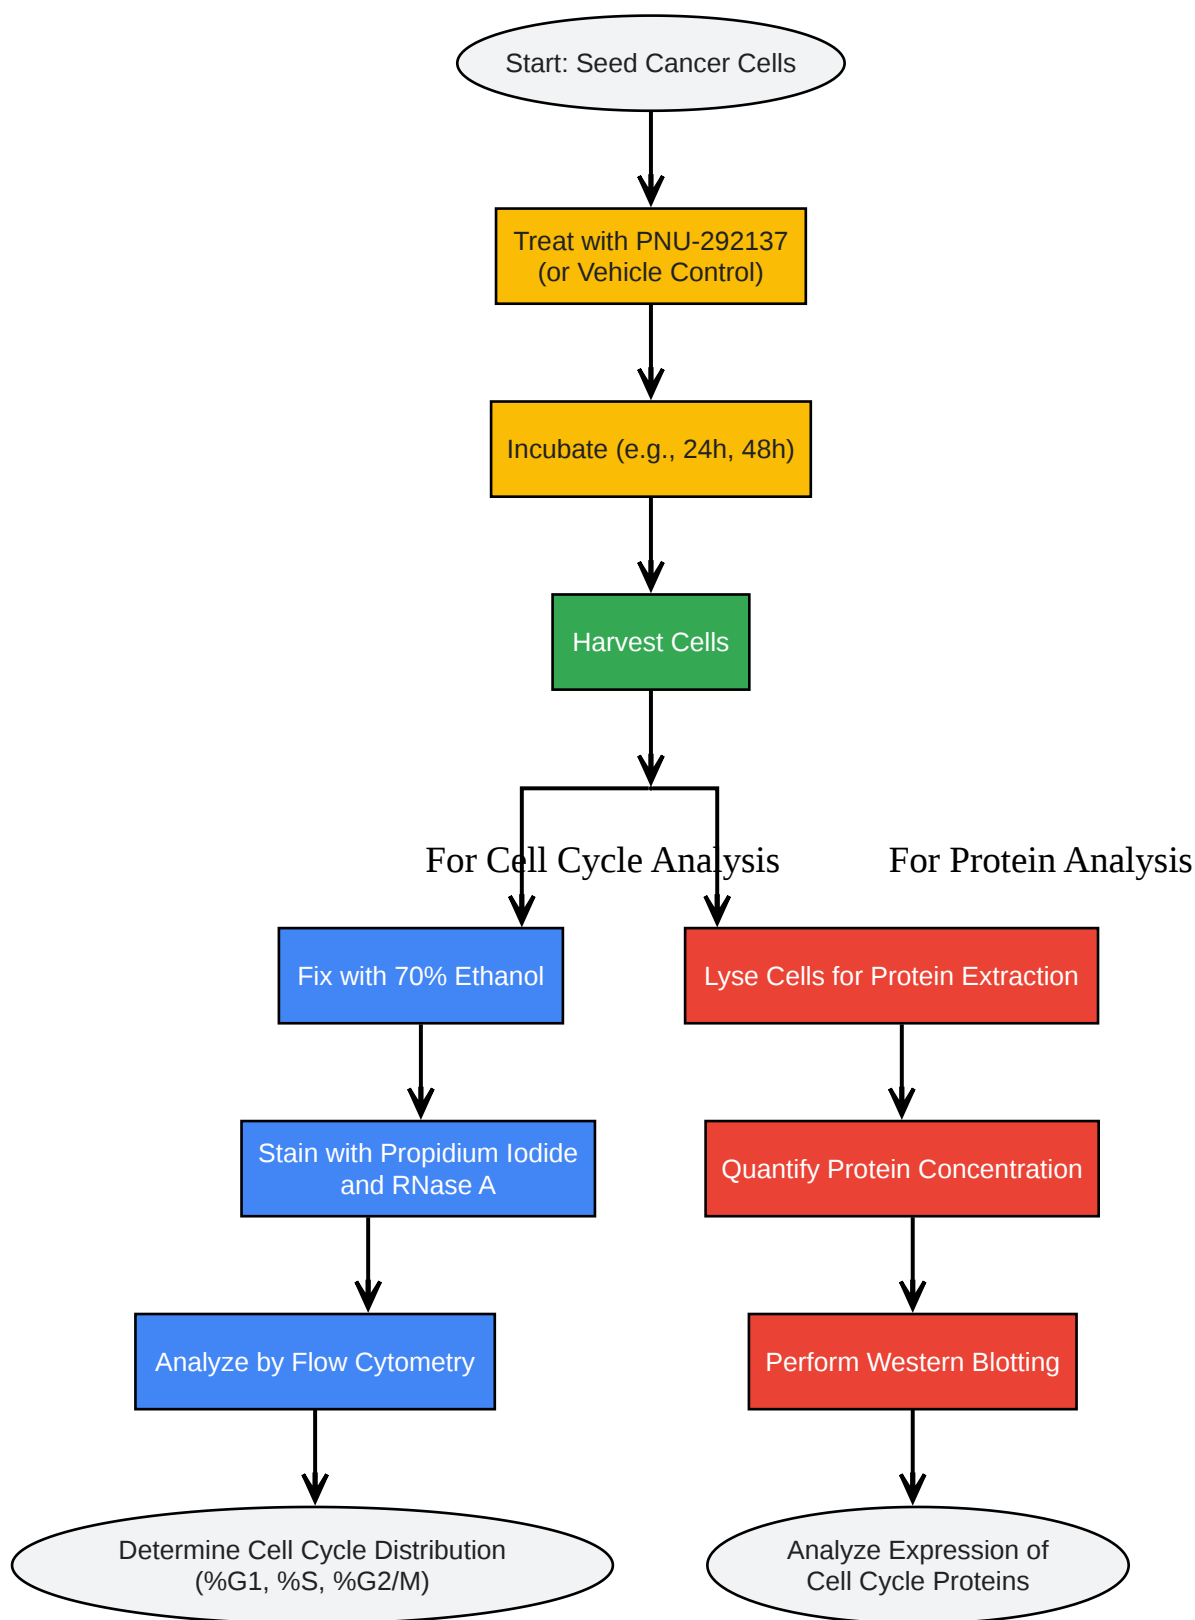 Start: Seed Cancer Cells
Treat with PNU-292137
(or Vehicle Control)
Incubate (e.g., 24h, 48h)
Harvest Cells
For Cell Cycle Analysis
For Protein Analysis
Fix with 70% Ethanol
Lyse Cells for Protein Extraction
Stain with Propidium Iodide
and RNase A
Quantify Protein Concentration
Analyze by Flow Cytometry
Perform Western Blotting
Determine Cell Cycle Distribution
(%G1, %S, %G2/M)
Analyze Expression of
Cell Cycle Proteins